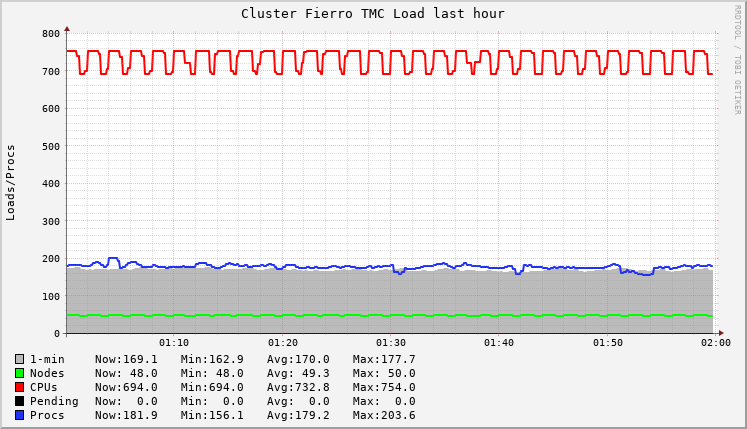 Cluster Fierro TMC Load last hour
RRDTOOL / TOBI OETIKER
Loads/Procs
800
700
600
500
400
300
200
100
0
01:10 01:20 01:30 01:40 01:50 02:00
1-min Now:169.1 Min:162.9 Avg:170.0 Max:177.7
Nodes Now: 48.0 Min: 48.0 Avg: 49.3 Max: 50.0
CPUs Now:694.0 Min:694.0 Avg:732.8 Max:754.0
Pending Now: 0.0 Min: 0.0 Avg: 0.0 Max: 0.0
Procs Now:181.9 Min:156.1 Avg:179.2 Max:203.6